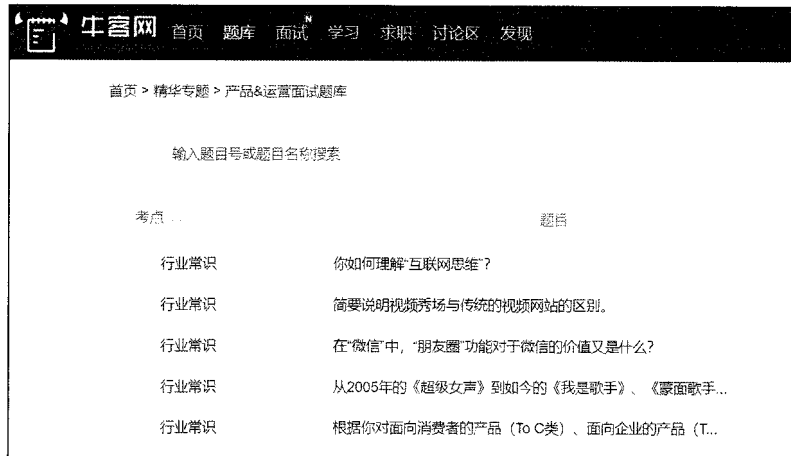 牛客网 首页 题库 面试 N 学习 求职 讨论区 发现
首页 > 精华专题 > 产品&运营面试题库
输入题目号或题目名称搜索
考点 题目
行业常识 你如何理解“互联网思维”？
行业常识 简要说明视频秀场与传统的视频网站的区别。
行业常识 在“微信”中，“朋友圈”功能对于微信的价值又是什么？
行业常识 从2005年的《超级女声》到如今的《我是歌手》、《蒙面歌手...
行业常识 根据你对面向消费者的产品（To C类）、面向企业的产品（T...